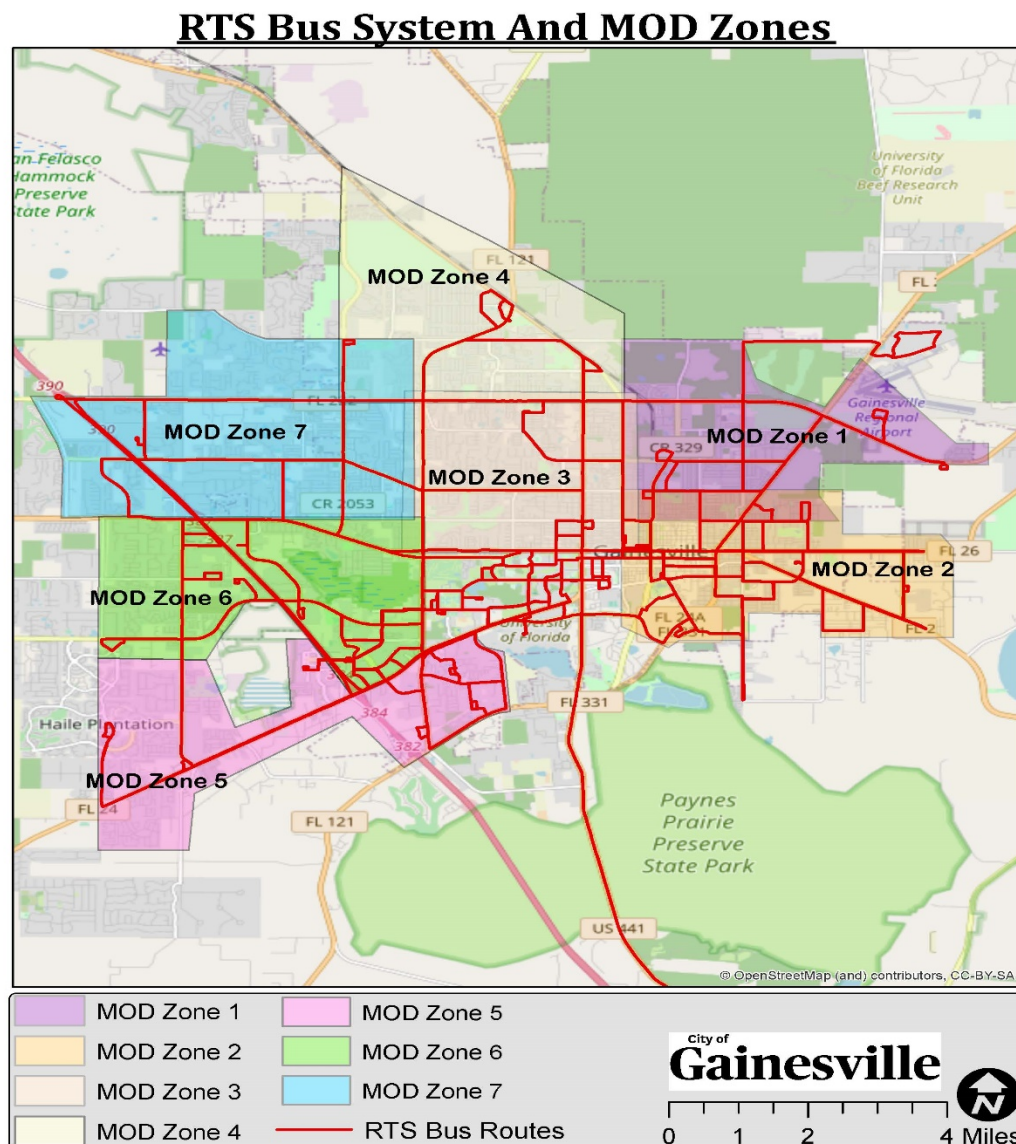 RTS Bus System And MOD Zones
an Felasco
Hammock
Preserve
State Park
University
of Florida
Beef Research
Unit
FL 121
MOD Zone 4
FL 2
390
Gainesville
Regional
Airport
MOD Zone 7
MOD Zone 1
CR 329
MOD Zone 3
CR 2053
Gainesville
FL 26
MOD Zone 2
MOD Zone 6
University
of Florida
FL 2
FL 331
384
382
Haile Plantation
MOD Zone 5
FL 24
FL 121
Paynes
Prairie
Preserve
State Park
US 441
© OpenStreetMap (and) contributors, CC-BY-SA
MOD Zone 1
MOD Zone 2
MOD Zone 3
MOD Zone 4
MOD Zone 5
MOD Zone 6
MOD Zone 7
RTS Bus Routes
City of
Gainesville
0 1 2 4
Miles
N